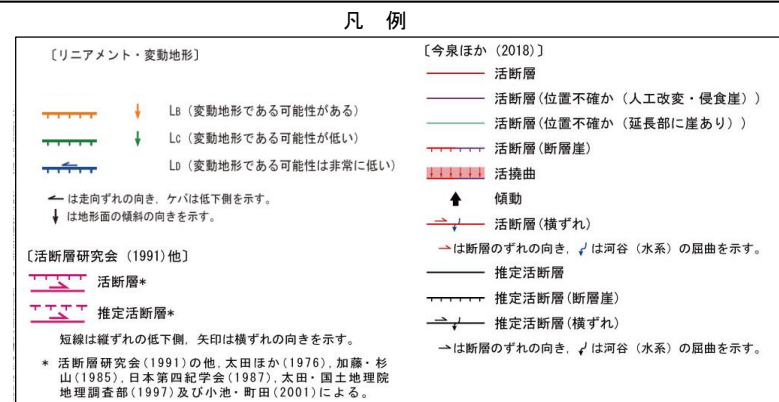 凡 例
〔リニアメント・変動地形〕
LB（変動地形である可能性がある）
LC（変動地形である可能性が低い）
LD（変動地形である可能性は非常に低い）
は走向ずれの向き，ケバは低下側を示す。
は地形面の傾斜の向きを示す。
〔活断層研究会（1991）他〕
活断層*
推定活断層*
短線は縦ずれの低下側，矢印は横ずれの向きを示す。
* 活断層研究会(1991)の他，太田ほか(1976)，加藤・杉
山(1985)，日本第四紀学会(1987)，太田・国土地理院
地理調査部(1997)及び小池・町田(2001)による。
〔今泉ほか（2018)〕
活断層
活断層(位置不確か（人工改変・侵食崖）)
活断層(位置不確か（延長部に崖あり）)
活断層(断層崖)
活撓曲
傾動
活断層(横ずれ)
→は断層のずれの向き，は河谷（水系）の屈曲を示す。
推定活断層
推定活断層(断層崖)
推定活断層(横ずれ)
→は断層のずれの向き，は河谷（水系）の屈曲を示す。